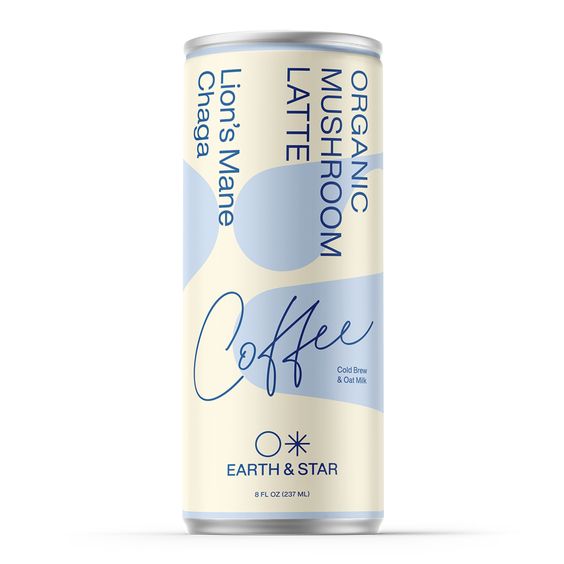 ORGANIC
MUSHROOM
LATTE
Lion's Mane
Chaga
Coffee
Cold Brew
& Oat Milk
EARTH & STAR
8 FL OZ (237 ML)